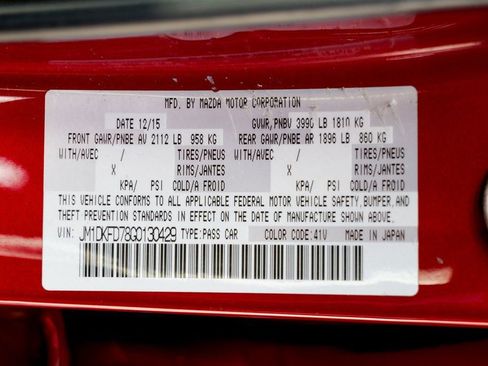 MFD. BY MAZDA MOTOR CORPORATION
DATE 12/15 GVWR/PNBV 3990 LB 1810 KG
FRONT GAWR/PNBE AV 2112 LB 958 KG REAR GAWR/PNBE AR 1896 LB 860 KG
WITH/AVEC / TIRES/PNEUS WITH/AVEC / TIRES/PNEUS
X RIMS/JANTES X RIMS/JANTES
KPA/ PSI COLD/A FROID KPA/ PSI COLD/A FROID
THIS VEHICLE CONFORMS TO ALL APPLICABLE FEDERAL MOTOR VEHICLE SAFETY, BUMPER, AND
THEFT PREVENTION STANDARDS IN EFFECT ON THE DATE OF MANUFACTURE SHOWN ABOVE.
VIN: JM1DKFD78G0130429 TYPE:PASS CAR COLOR CODE:41V MADE IN JAPAN